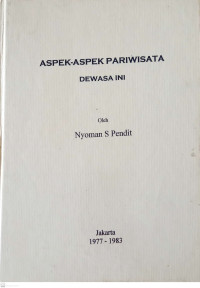 ASPEK-ASPEK PARIWISATA
DEWASA INI
Oleh
Nyoman S Pendit
Jakarta
1977 - 1983